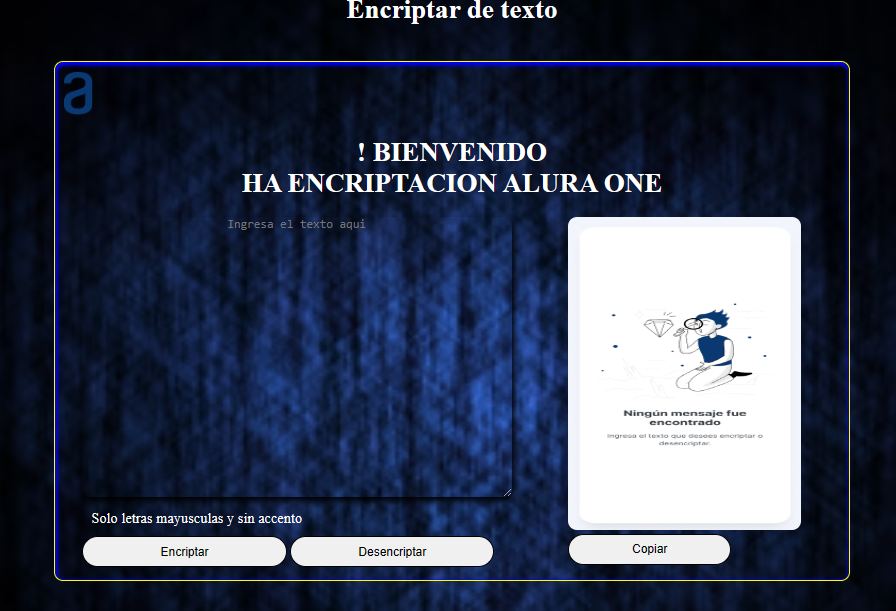 Encriptar de texto
a
! BIENVENIDO
HA ENCRIPTACION ALURA ONE
Ingresa el texto aqui
Ningún mensaje fue
encontrado
Ingresa el texto que desees encriptar o
desencriptar.
Solo letras mayusculas y sin accento
Encriptar
Desencriptar
Copiar